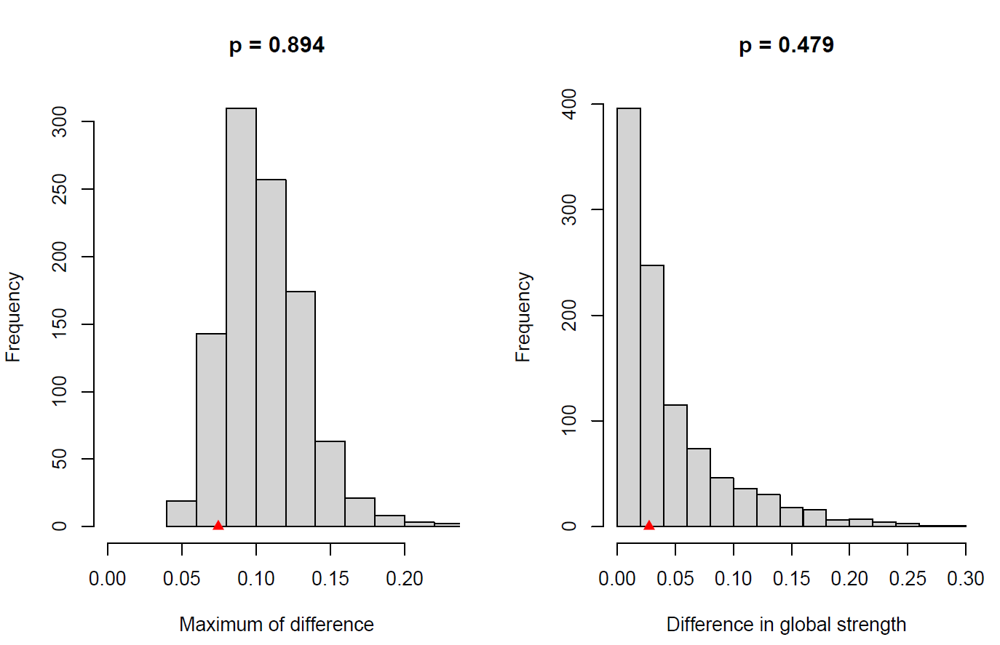 p = 0.894
Frequency
0
50
100
150
200
250
300
0.00 0.05 0.10 0.15 0.20
Maximum of difference
p = 0.479
Frequency
0
100
200
300
400
0.00 0.05 0.10 0.15 0.20 0.25 0.30
Difference in global strength